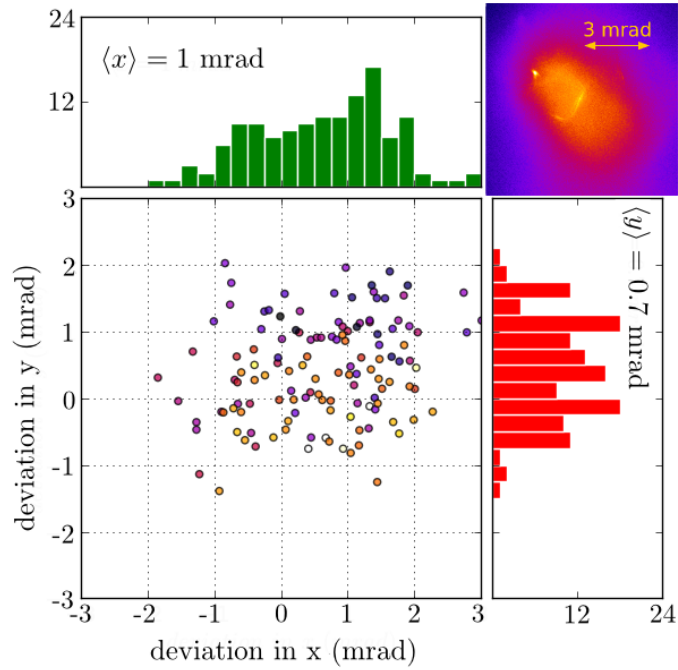 24
12
⟨x⟩ = 1 mrad
3 mrad
3
2
1
0
-1
-2
-3
deviation in y (mrad)
-3 -2 -1 0 1 2 3
deviation in x (mrad)
⟨y⟩ = 0.7 mrad
12 24